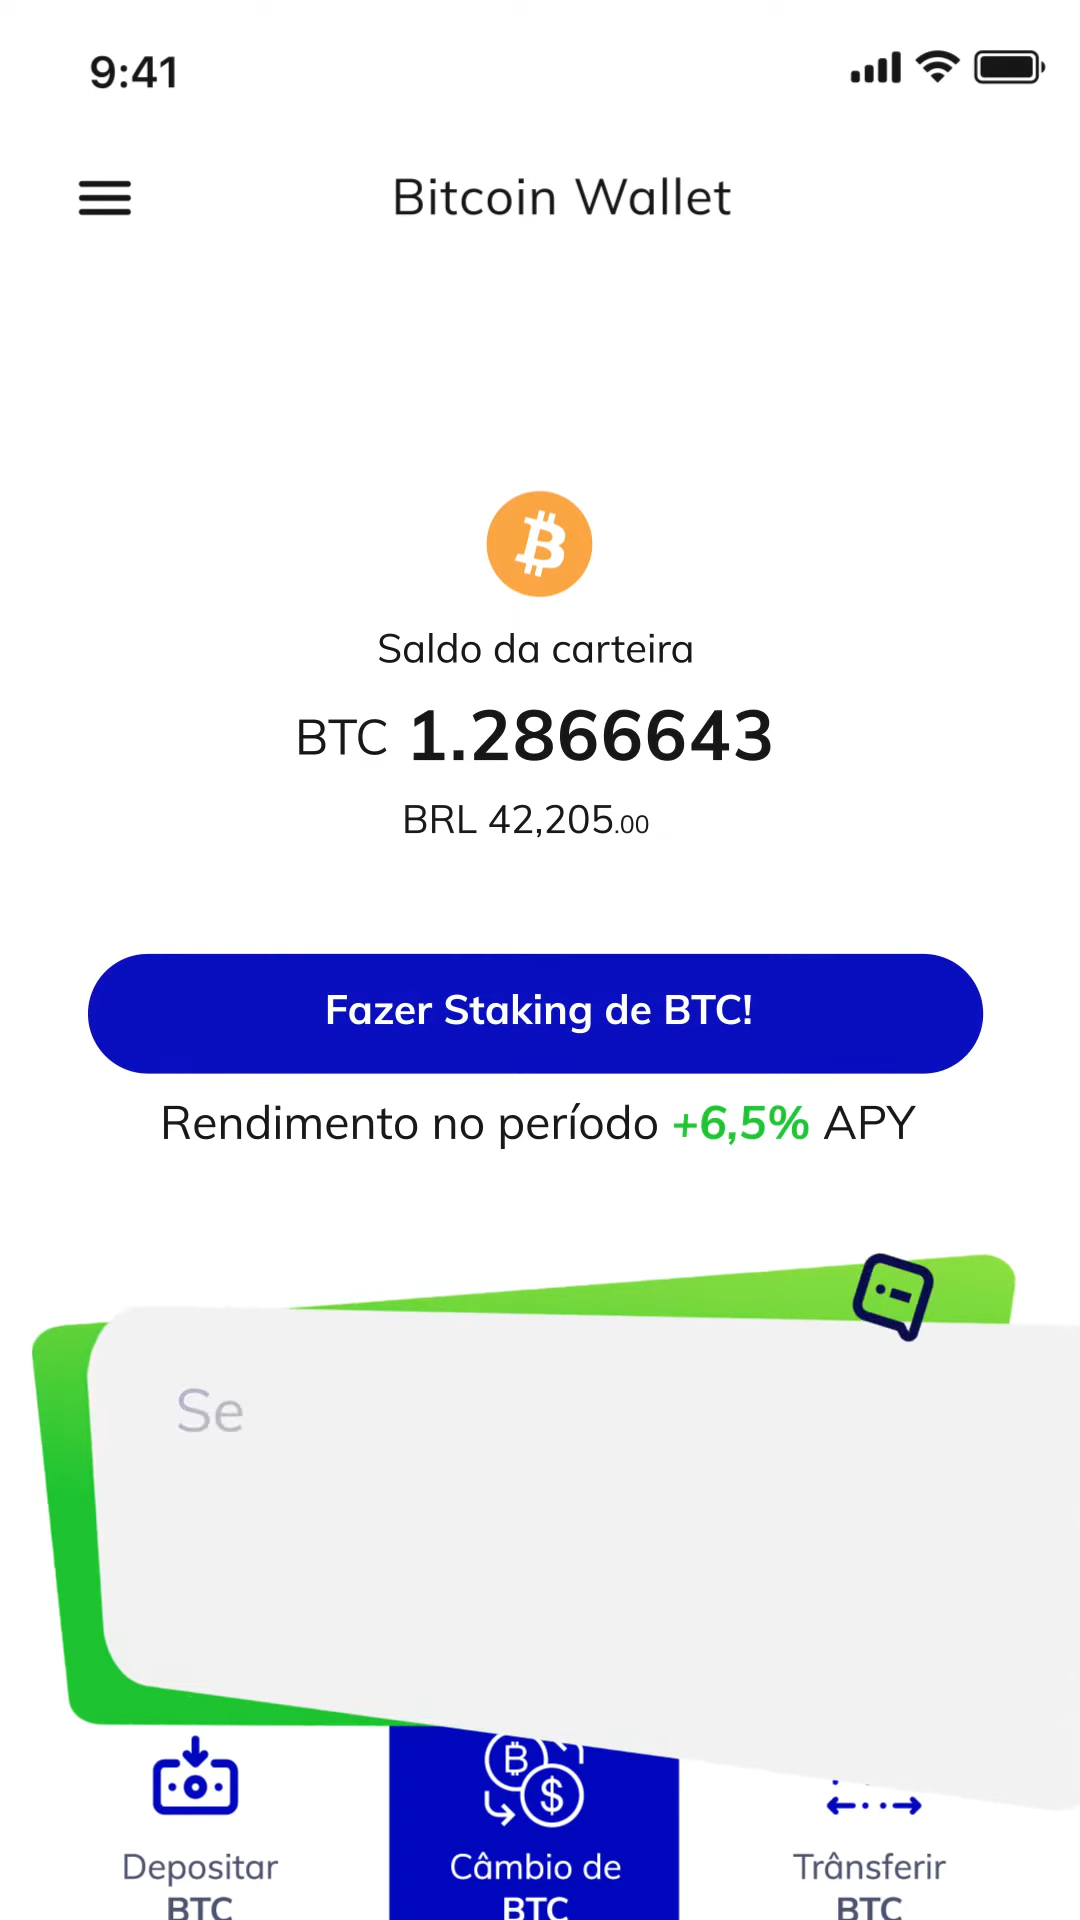 9:41
Bitcoin Wallet
Saldo da carteira
BTC 1.2866643
BRL 42,205.00
Fazer Staking de BTC!
Rendimento no período +6,5% APY
Se
Depositar
BTC
Câmbio de
BTC
Trânsferir
BTC